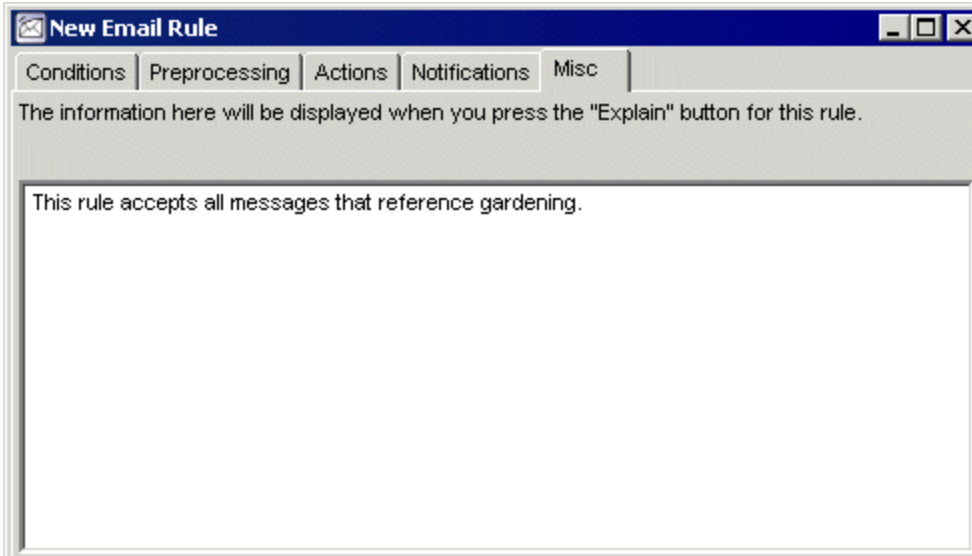 New Email Rule
Conditions Preprocessing Actions Notifications Misc
The information here will be displayed when you press the "Explain" button for this rule.
This rule accepts all messages that reference gardening.